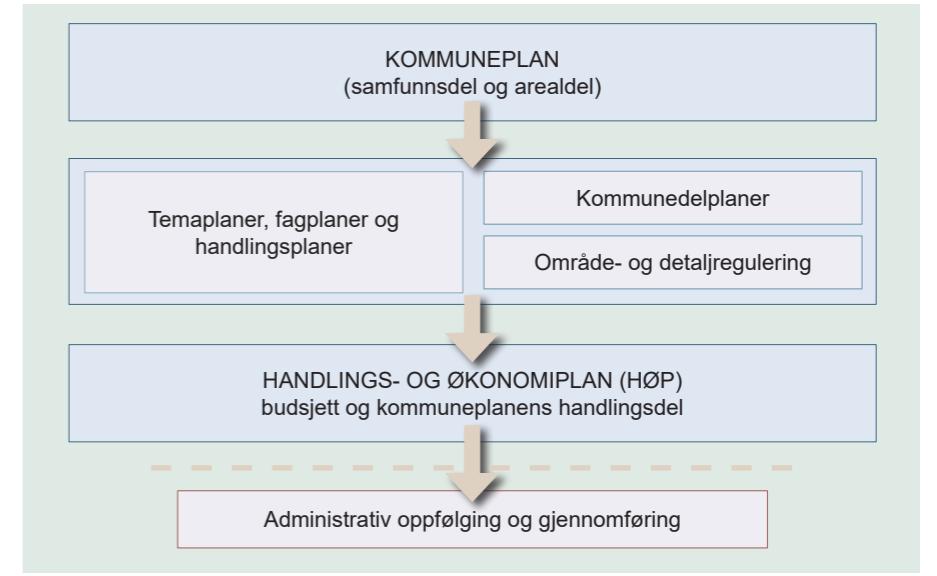 KOMMUNEPLAN
(samfunnsdel og arealdel)
Temaplaner, fagplaner og
handlingsplaner
Kommunedelplaner
Område- og detaljregulering
HANDLINGS- OG ØKONOMIPLAN (HØP)
budsjett og kommuneplanens handlingsdel
Administrativ oppfølging og gjennomføring